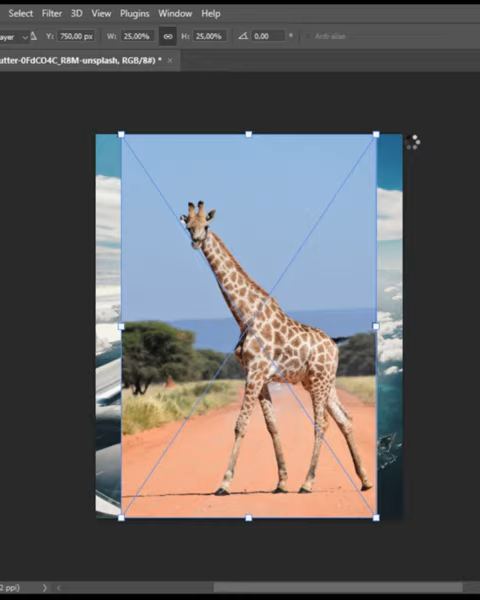 Select Filter 3D View Plugins Window Help
ayer Y: 750,00 px W: 25,00% H: 25,00% 0,00 ° Anti-alias
utter-0FdCO4C_R8M-unsplash, RGB/8#) * ×
2 ppi)